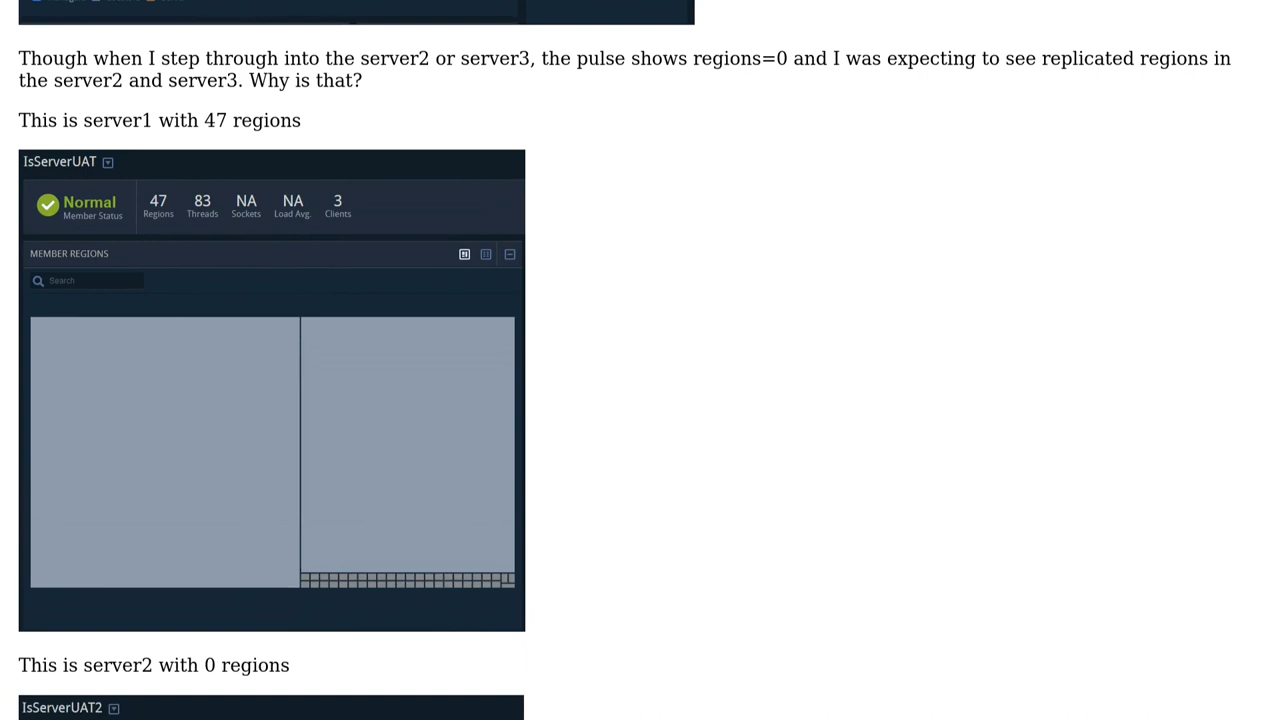 Though when I step through into the server2 or server3, the pulse shows regions=0 and I was expecting to see replicated regions in
the server2 and server3. Why is that?
This is server1 with 47 regions
IsServerUAT
Normal
Member Status
47
Regions
83
Threads
NA
Sockets
NA
Load Avg.
3
Clients
MEMBER REGIONS
Search
This is server2 with 0 regions
IsServerUAT2